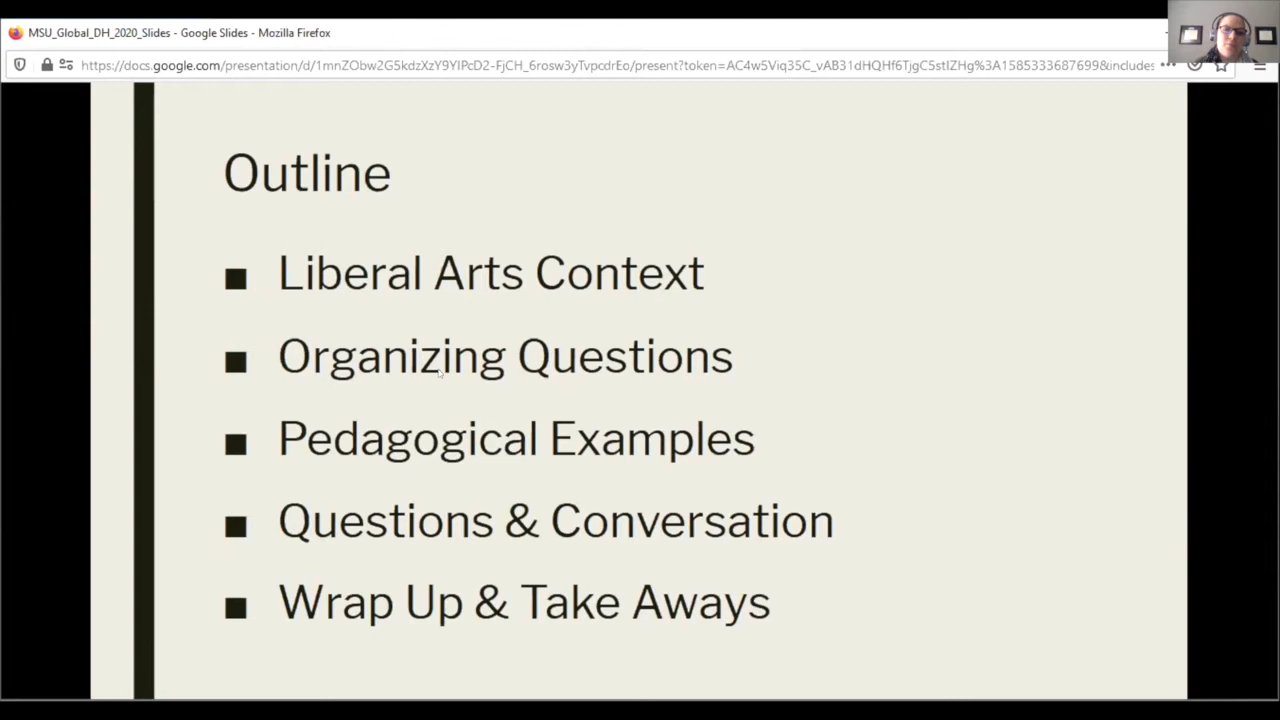 MSU_Global_DH_2020_Slides - Google Slides - Mozilla Firefox
https://docs.google.com/presentation/d/1mnZObw2G5kdzXzY9YIPcD2-FjCH_6rosw3yTvpcdrEo/present?token=AC4w5Viq35C_vAB31dHQHf6TjgC5stIZHg%3A1585333687699&includes
Outline
■ Liberal Arts Context
■ Organizing Questions
■ Pedagogical Examples
■ Questions & Conversation
■ Wrap Up & Take Aways